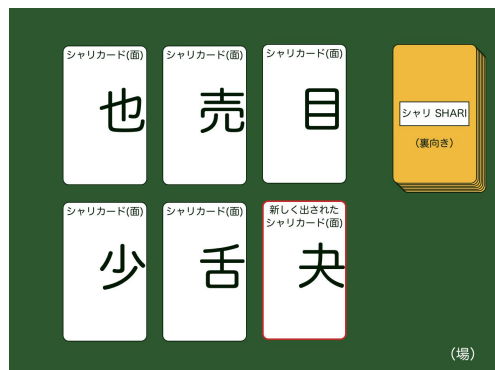 シャリカード(面)
也
シャリカード(面)
売
シャリカード(面)
目
シャリ SHARI
（裏向き）
シャリカード(面)
少
シャリカード(面)
舌
新しく出された
シャリカード(面)
夬
（場）